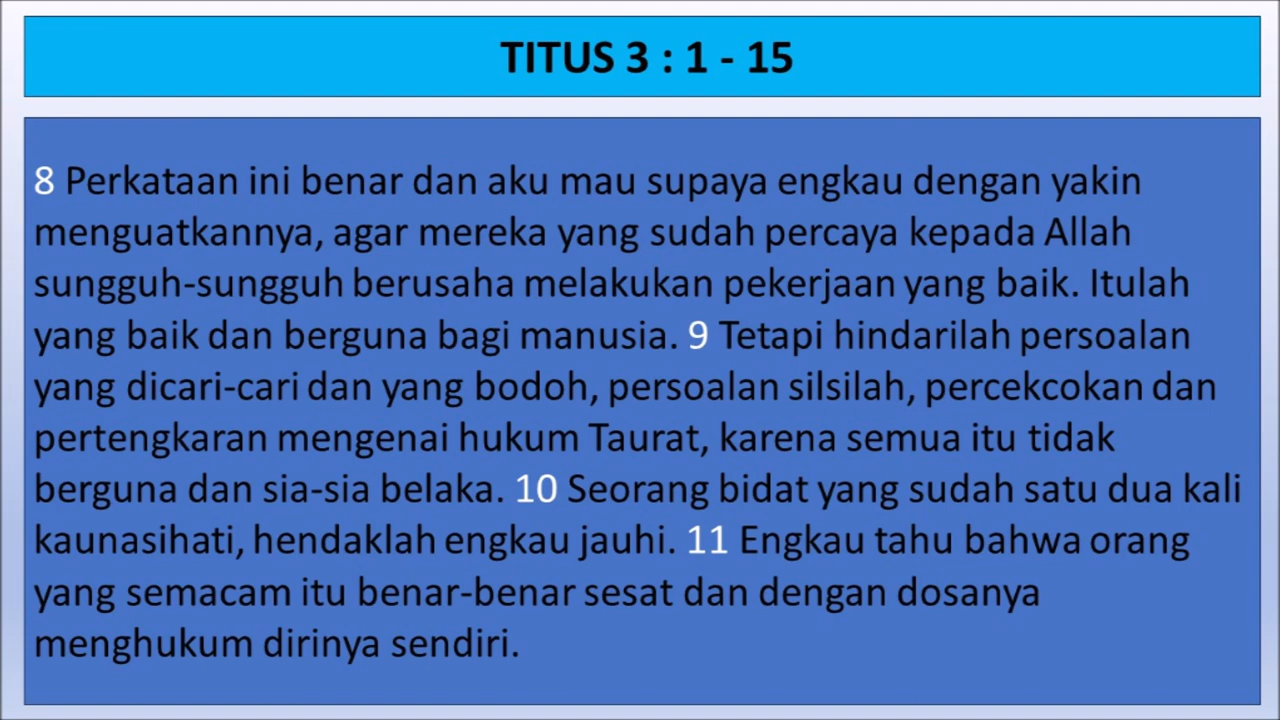 TITUS 3 : 1 - 15
8 Perkataan ini benar dan aku mau supaya engkau dengan yakin
menguatkannya, agar mereka yang sudah percaya kepada Allah
sungguh-sungguh berusaha melakukan pekerjaan yang baik. Itulah
yang baik dan berguna bagi manusia. 9 Tetapi hindarilah persoalan
yang dicari-cari dan yang bodoh, persoalan silsilah, percekcokan dan
pertengkaran mengenai hukum Taurat, karena semua itu tidak
berguna dan sia-sia belaka. 10 Seorang bidat yang sudah satu dua kali
kaunasihati, hendaklah engkau jauhi. 11 Engkau tahu bahwa orang
yang semacam itu benar-benar sesat dan dengan dosanya
menghukum dirinya sendiri.